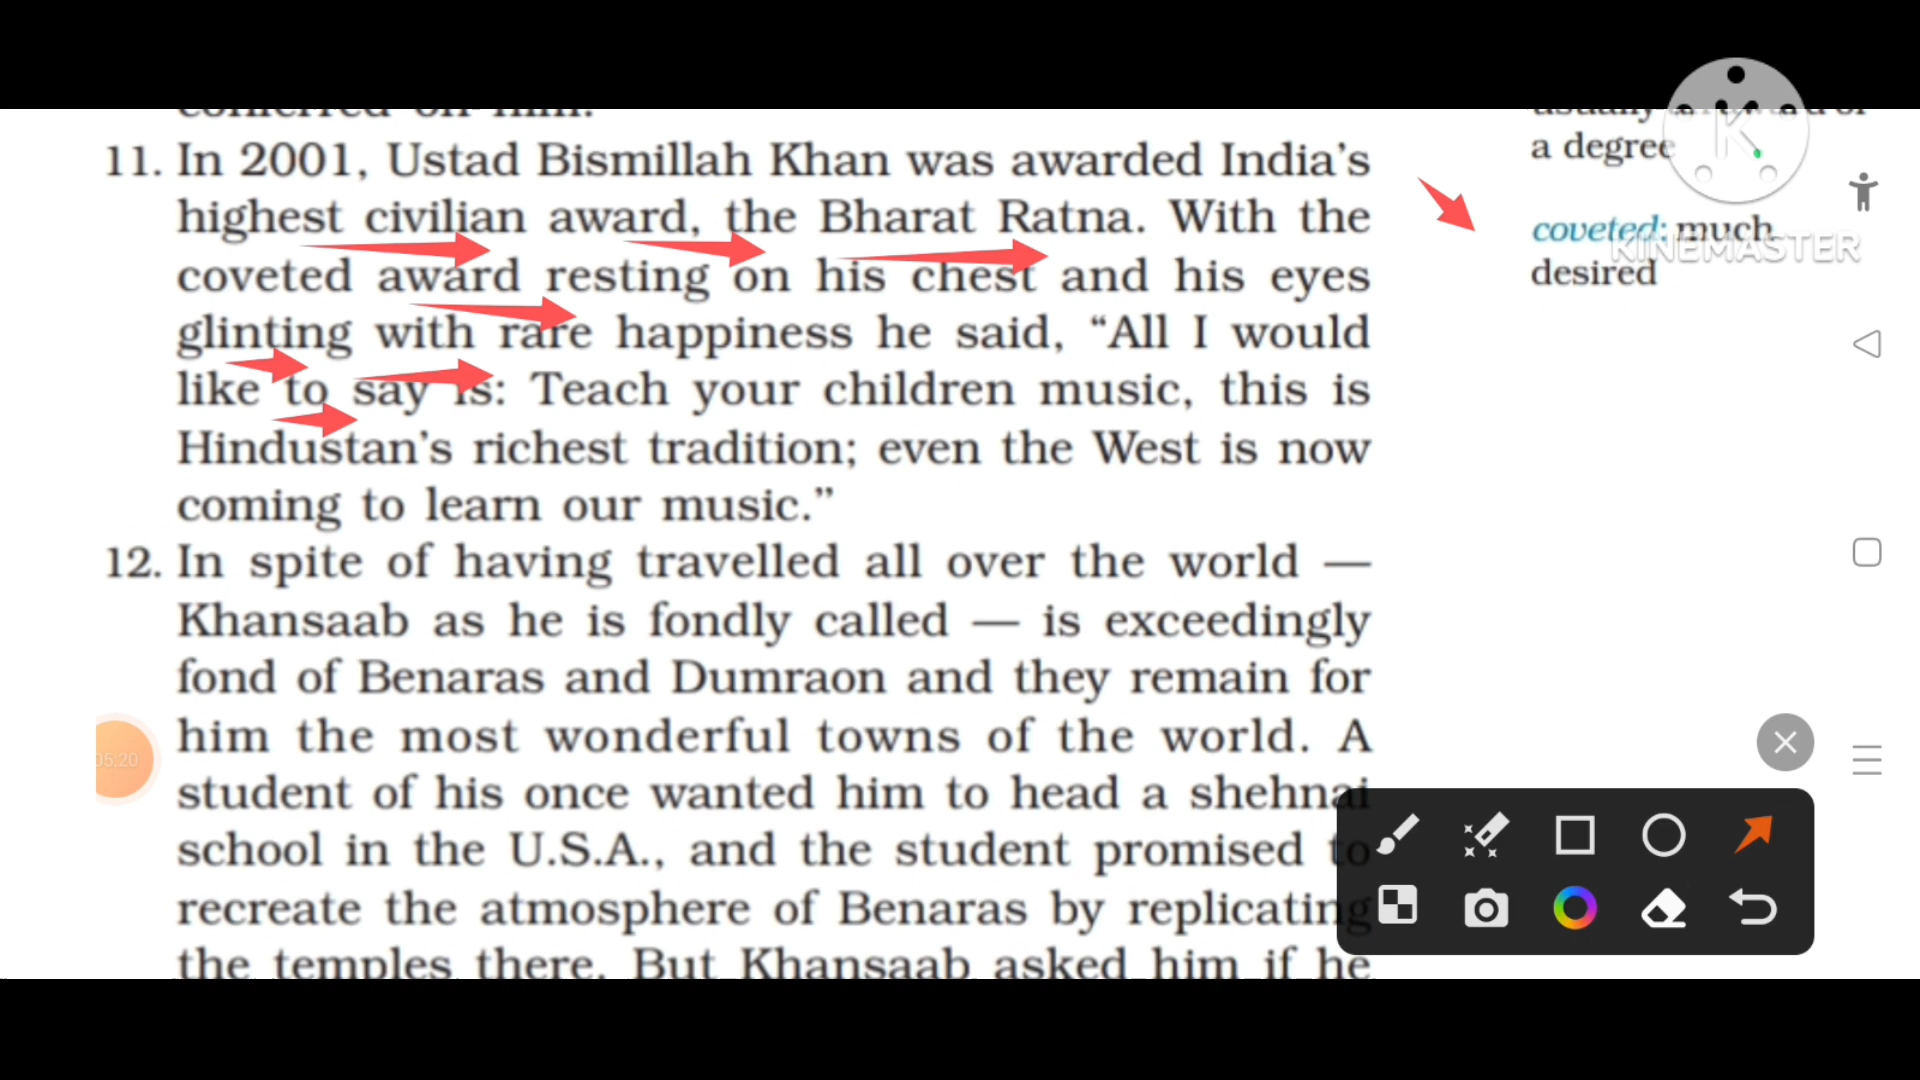 conferred on him.
11. In 2001, Ustad Bismillah Khan was awarded India's
highest civilian award, the Bharat Ratna. With the
coveted award resting on his chest and his eyes
glinting with rare happiness he said, “All I would
like to say is: Teach your children music, this is
Hindustan's richest tradition; even the West is now
coming to learn our music.”
12. In spite of having travelled all over the world —
Khansaab as he is fondly called — is exceedingly
fond of Benaras and Dumraon and they remain for
him the most wonderful towns of the world. A
student of his once wanted him to head a shehnai
school in the U.S.A., and the student promised to
recreate the atmosphere of Benaras by replicating
the temples there. But Khansaab asked him if he
usually
a degree
coveted: much
desired
KINEMASTER
K
05:20